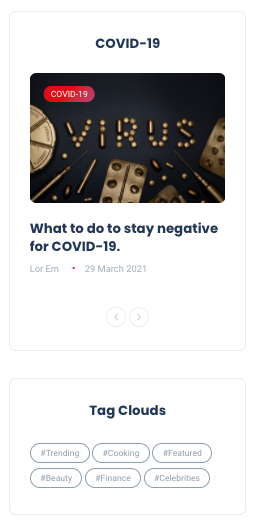 COVID-19
COVID-19
VIRUS
What to do to stay negative
for COVID-19.
Lor Em • 29 March 2021
Tag Clouds
#Trending #Cooking #Featured
#Beauty #Finance #Celebrities